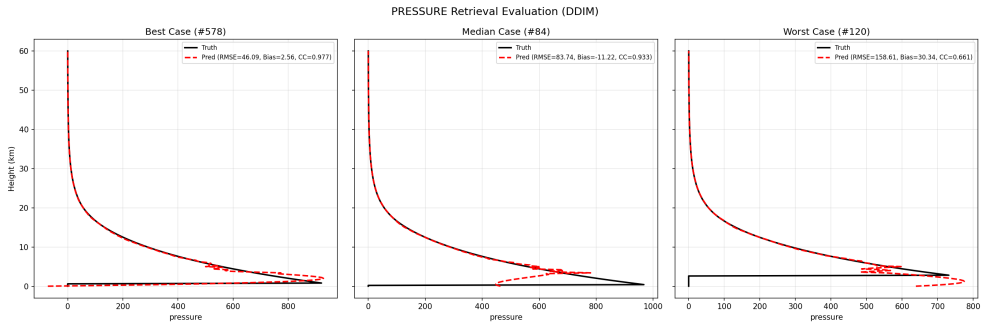 PRESSURE Retrieval Evaluation (DDIM)
Best Case (#578)
Truth
Pred (RMSE=46.09, Bias=2.56, CC=0.977)
Height (km)
60
50
40
30
20
10
0
0 200 400 600 800
pressure
Median Case (#84)
Truth
Pred (RMSE=83.74, Bias=-11.22, CC=0.933)
0 200 400 600 800 1000
pressure
Worst Case (#120)
Truth
Pred (RMSE=158.61, Bias=30.34, CC=0.661)
0 100 200 300 400 500 600 700 800
pressure